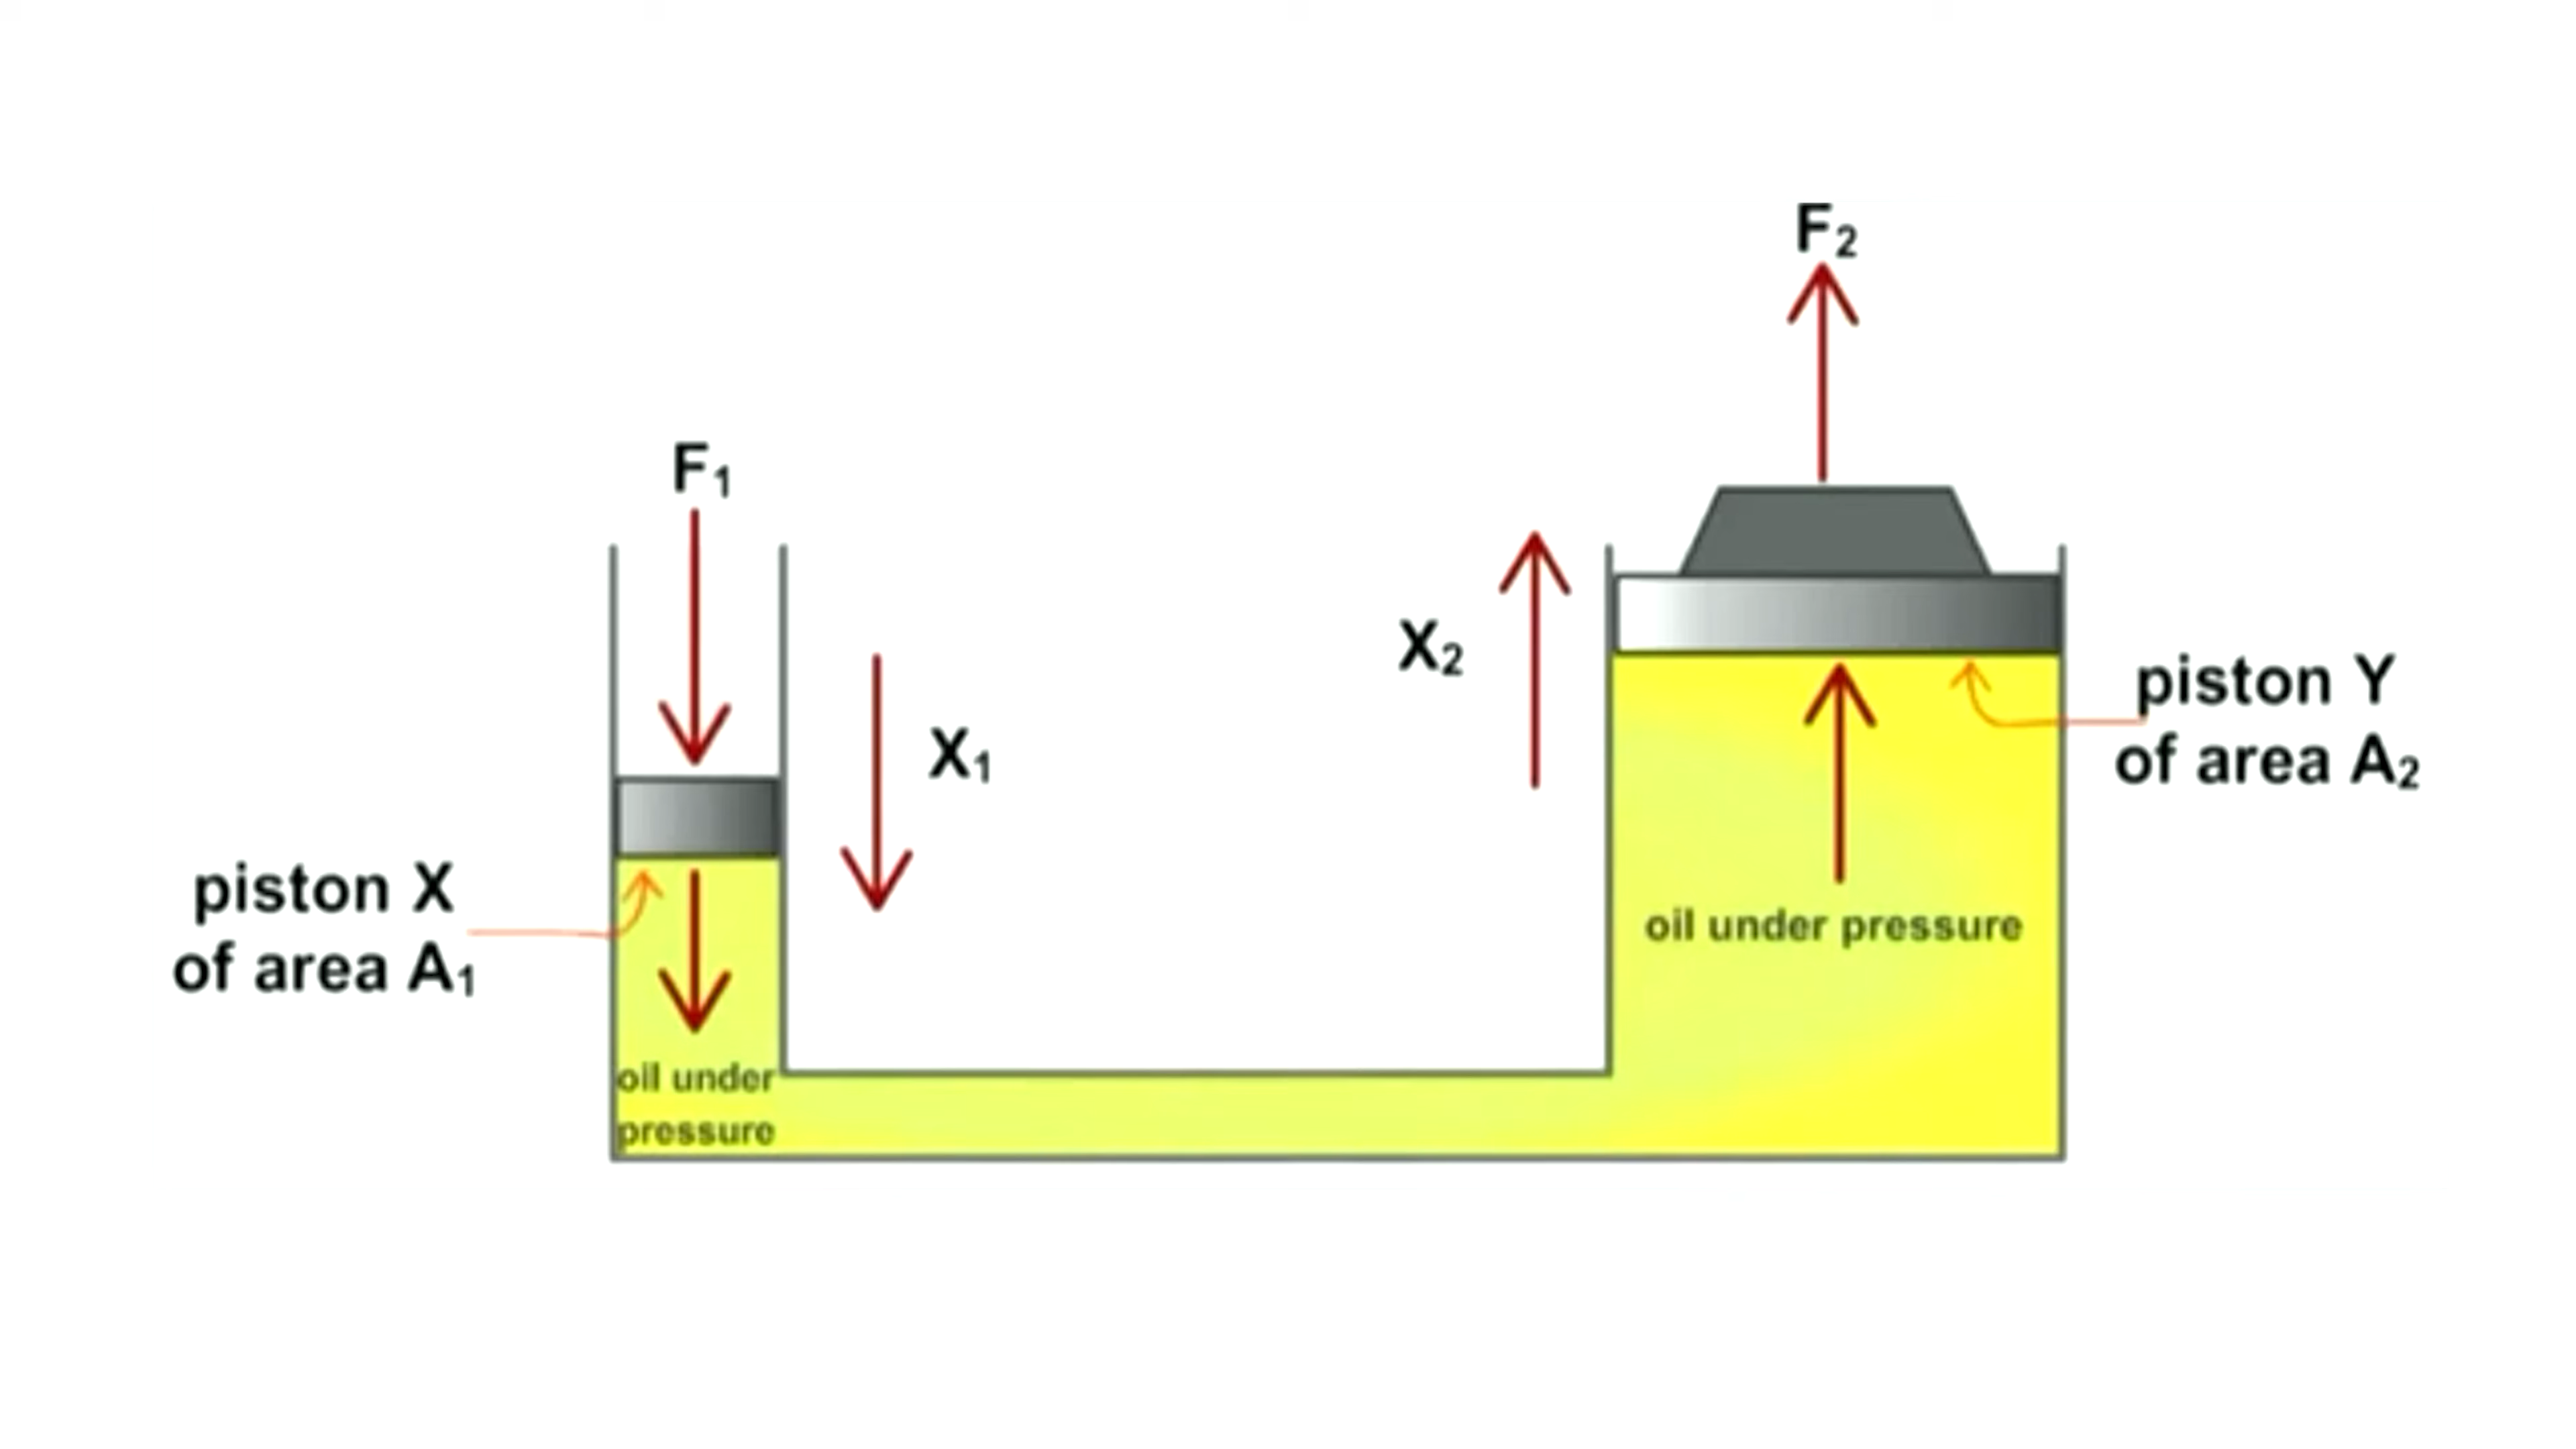 F₂
F₁
X₂
X₁
piston Y
of area A₂
piston X
of area A₁
oil under pressure
oil under
pressure